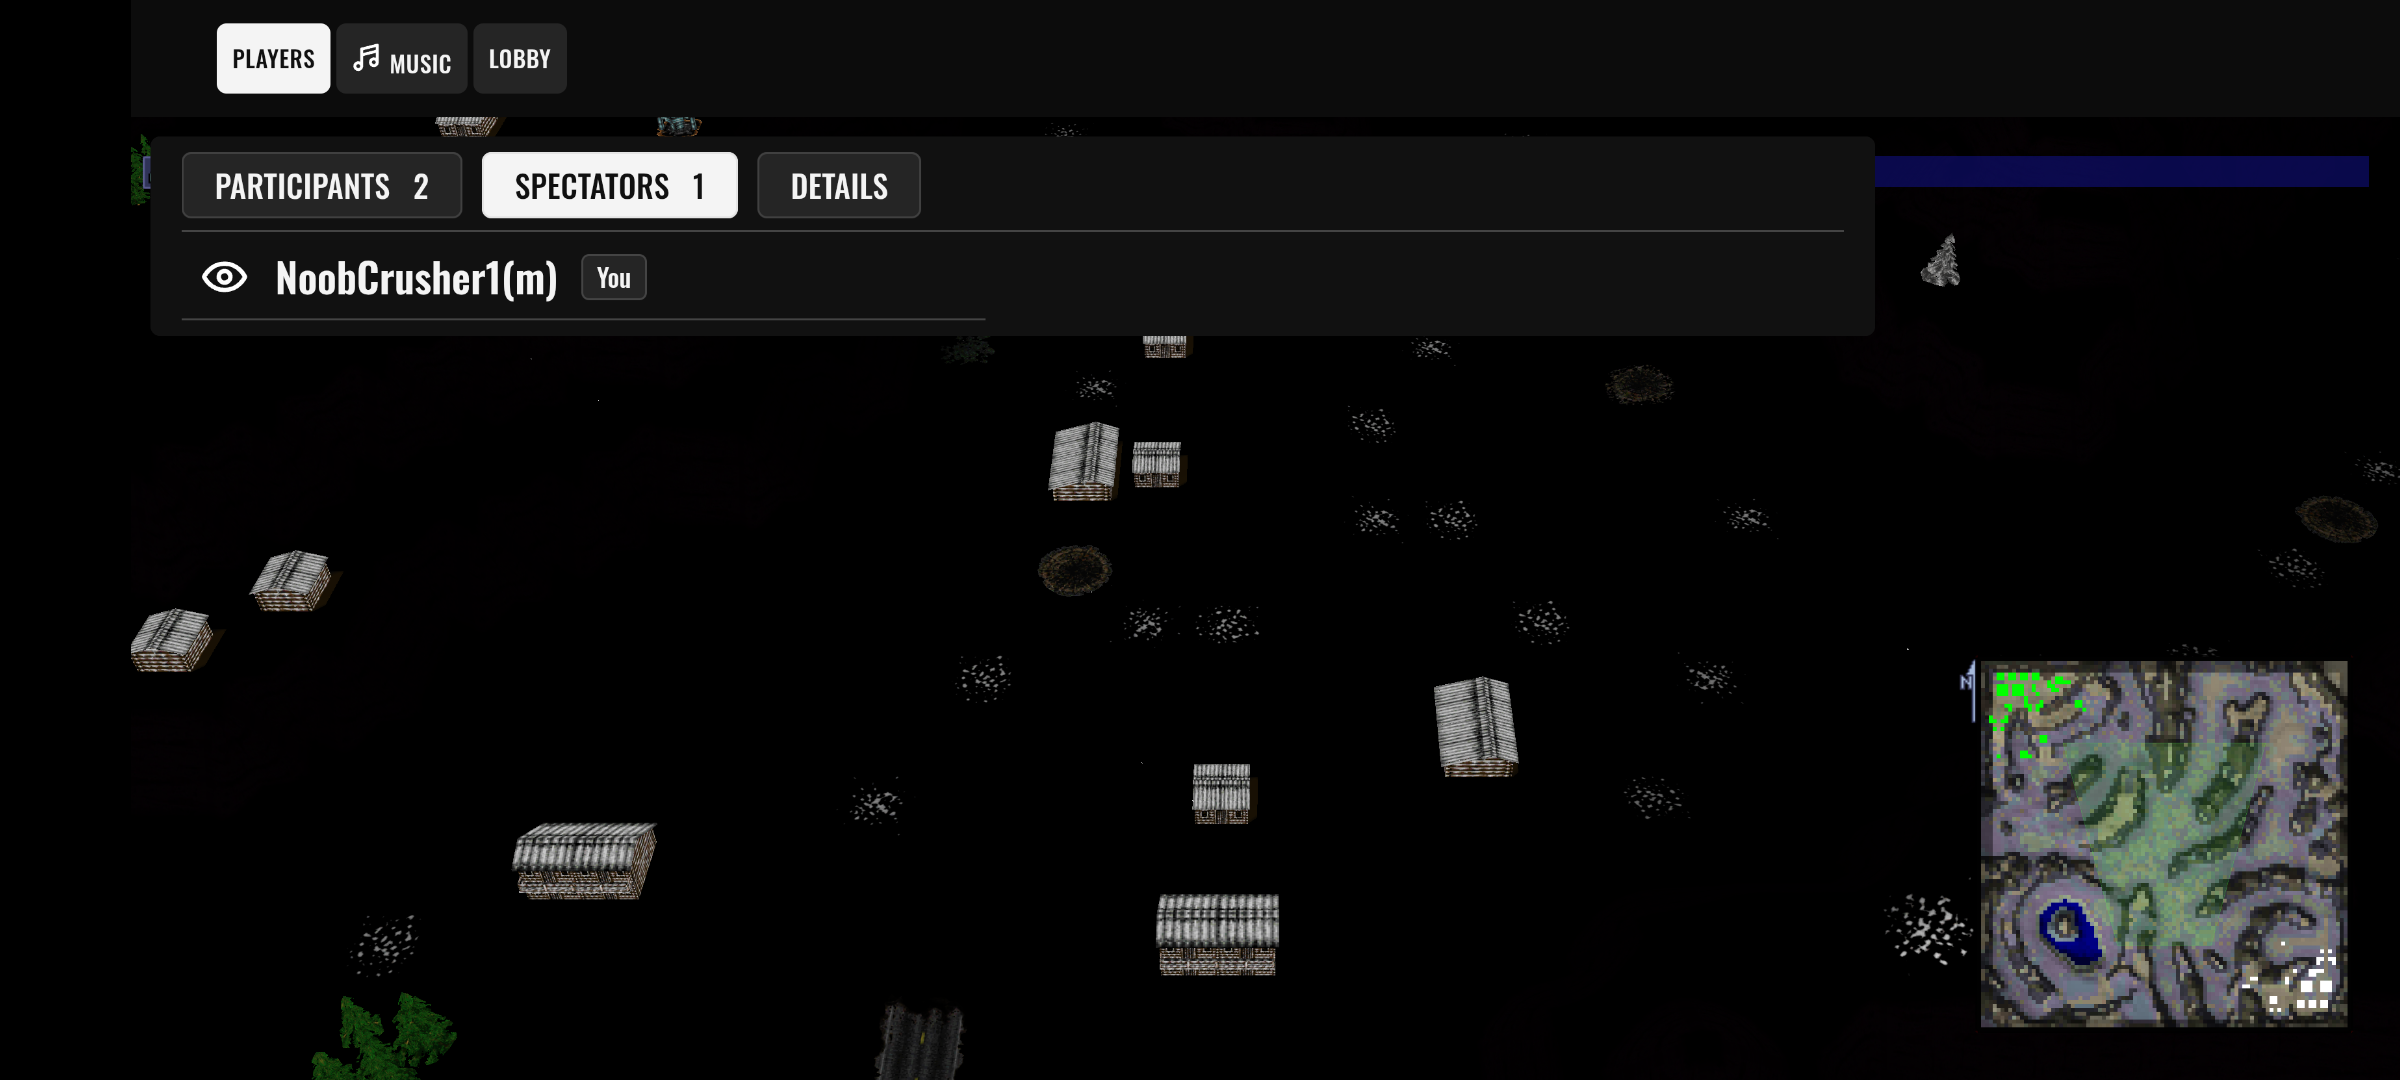 PLAYERS MUSIC LOBBY
PARTICIPANTS 2 SPECTATORS 1 DETAILS
NoobCrusher1(m) You
N